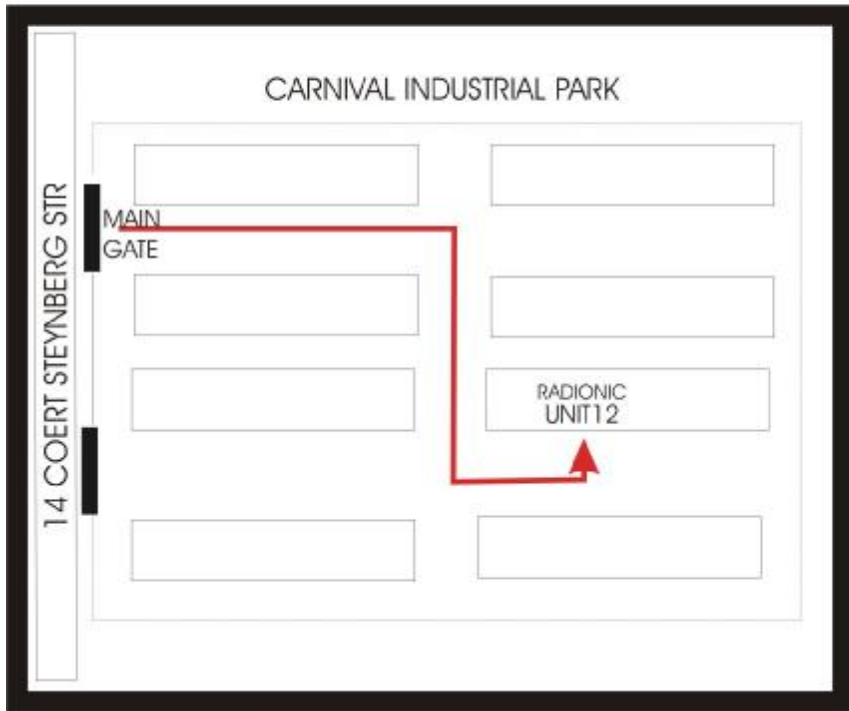 CARNIVAL INDUSTRIAL PARK
14 COERT STEYNBERG STR
MAIN
GATE
RADIONIC
UNIT12